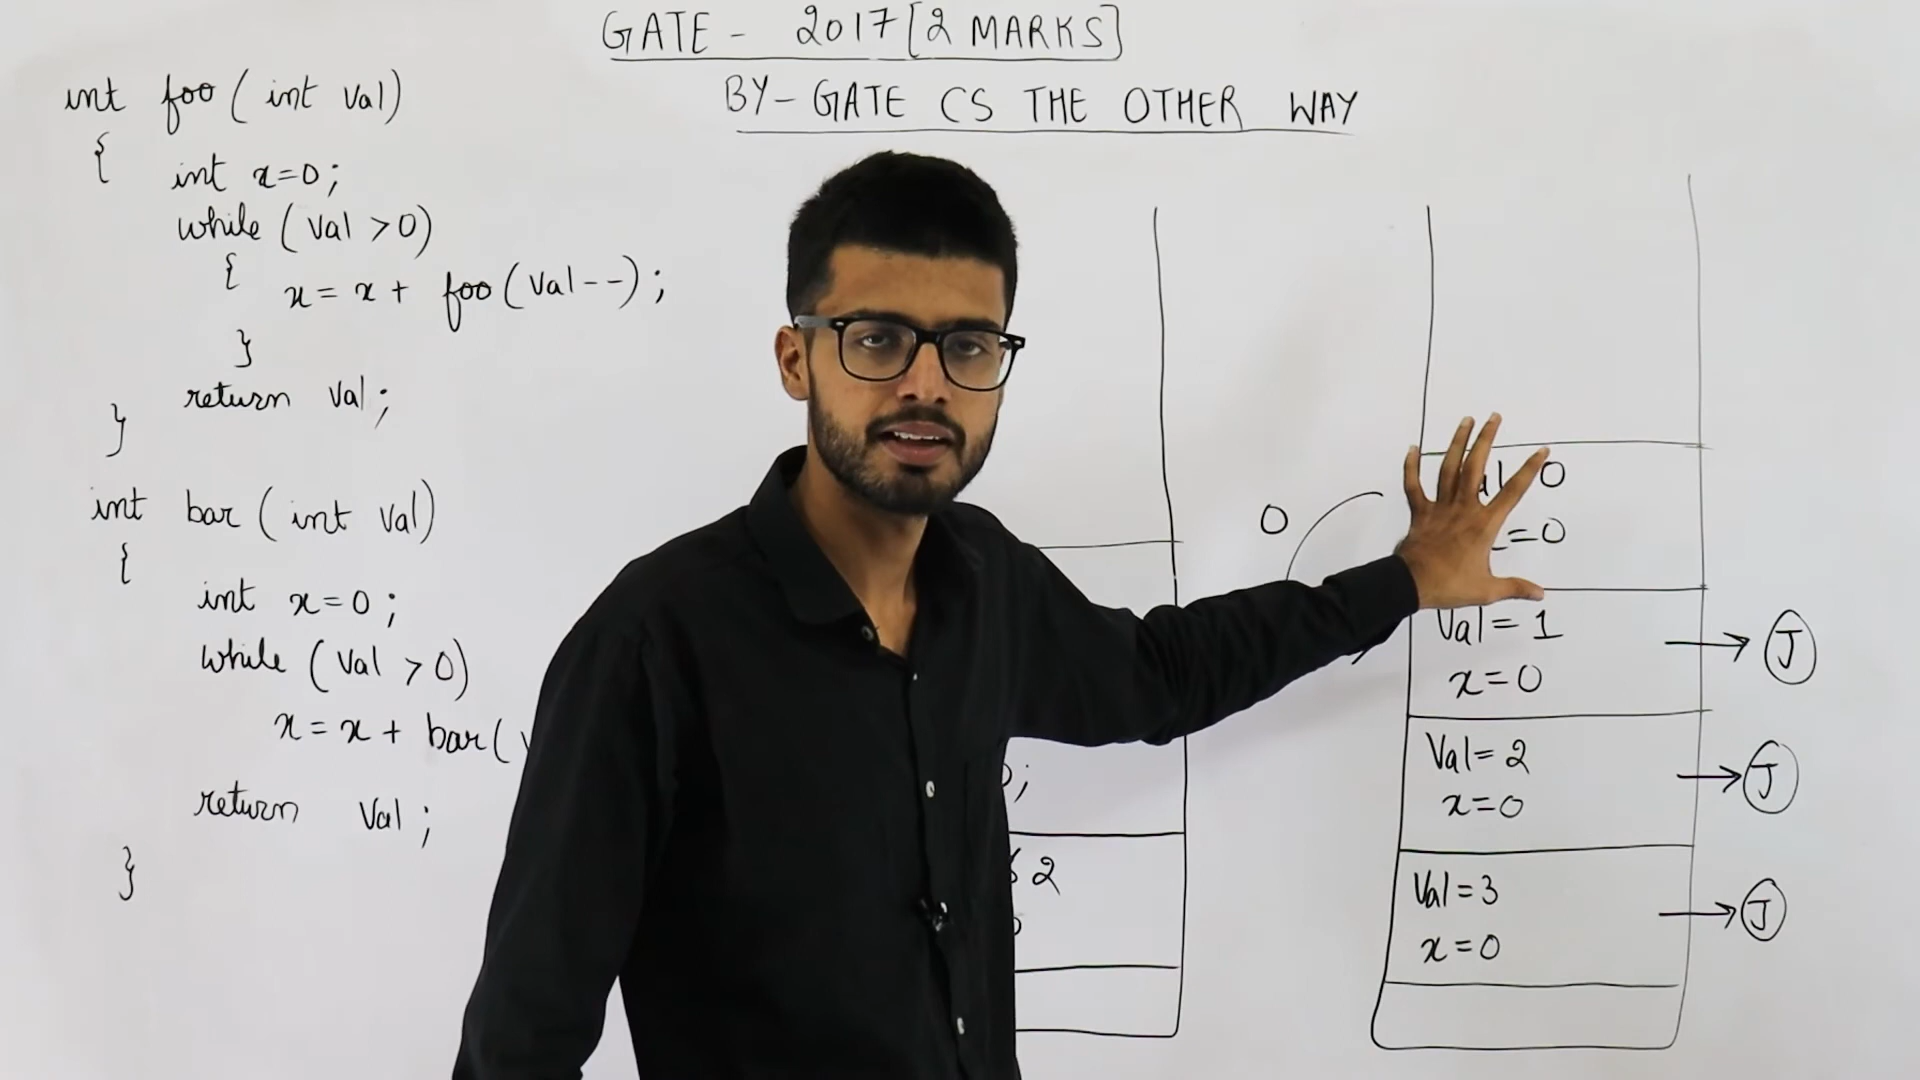 GATE - 2017 [2 MARKS]
BY - GATE CS THE OTHER WAY
int foo ( int val)
{
int x=0;
while ( Val >0)
{
x= x + foo (Val--);
}
return Val;
}
int bar ( int val)
{
int x=0;
while ( Val > 0)
x= x + bar (
return Val;
}
;
2
0
=0
=0
Val= 1
x=0
J
Val= 2
x=0
J
Val=3
x=0
J